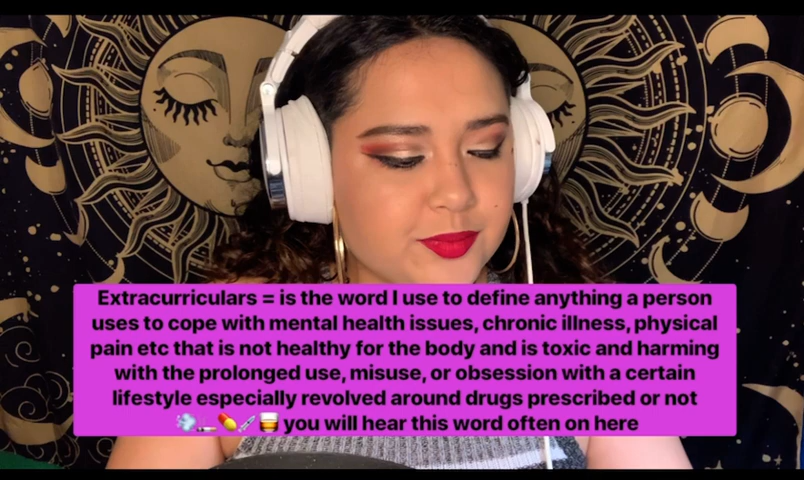 Extracurriculars = is the word I use to define anything a person
uses to cope with mental health issues, chronic illness, physical
pain etc that is not healthy for the body and is toxic and harming
with the prolonged use, misuse, or obsession with a certain
lifestyle especially revolved around drugs prescribed or not
💨🚬💊💉🥃 you will hear this word often on here